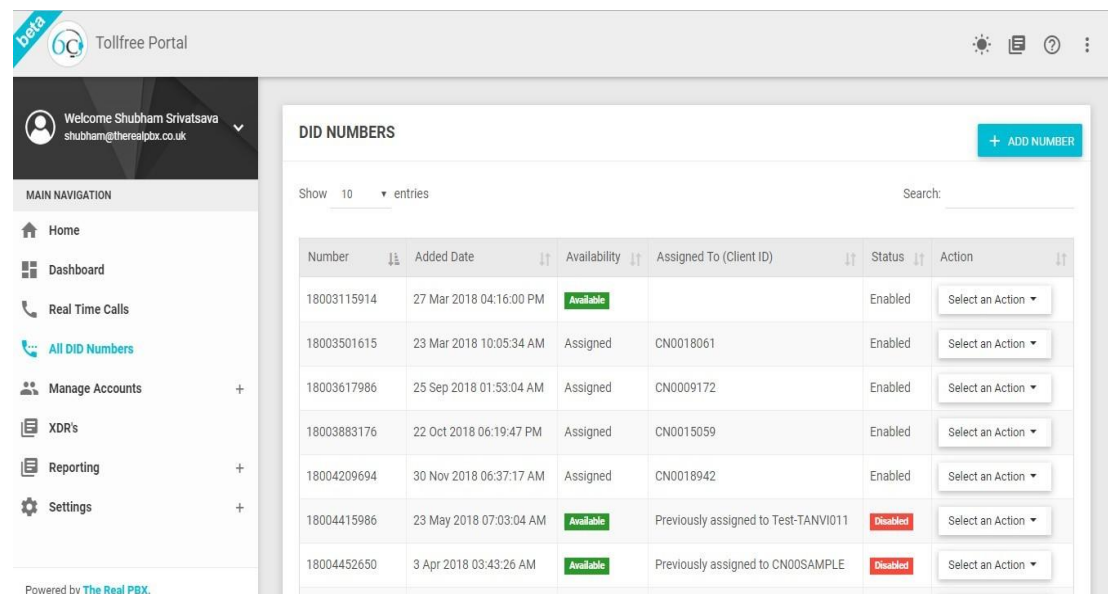 beta
bc Tollfree Portal
Welcome Shubham Srivatsava
shubham@therealpbx.co.uk
MAIN NAVIGATION
Home
Dashboard
Real Time Calls
All DID Numbers
Manage Accounts +
XDR's
Reporting +
Settings +
Powered by The Real PBX.
DID NUMBERS
+ ADD NUMBER
Show 10 entries Search:
Number Added Date Availability Assigned To (Client ID) Status Action
18003115914 27 Mar 2018 04:16:00 PM Available Enabled Select an Action
18003501615 23 Mar 2018 10:05:34 AM Assigned CN0018061 Enabled Select an Action
18003617986 25 Sep 2018 01:53:04 AM Assigned CN0009172 Enabled Select an Action
18003883176 22 Oct 2018 06:19:47 PM Assigned CN0015059 Enabled Select an Action
18004209694 30 Nov 2018 06:37:17 AM Assigned CN0018942 Enabled Select an Action
18004415986 23 May 2018 07:03:04 AM Available Previously assigned to Test-TANVI011 Disabled Select an Action
18004452650 3 Apr 2018 03:43:26 AM Available Previously assigned to CN00SAMPLE Disabled Select an Action